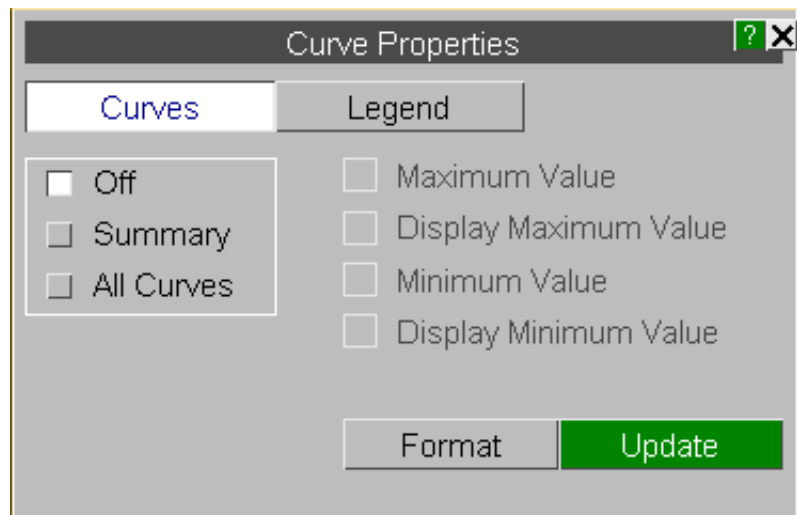 Curve Properties ? X
Curves Legend
Off Maximum Value
Summary Display Maximum Value
All Curves Minimum Value
Display Minimum Value
Format Update